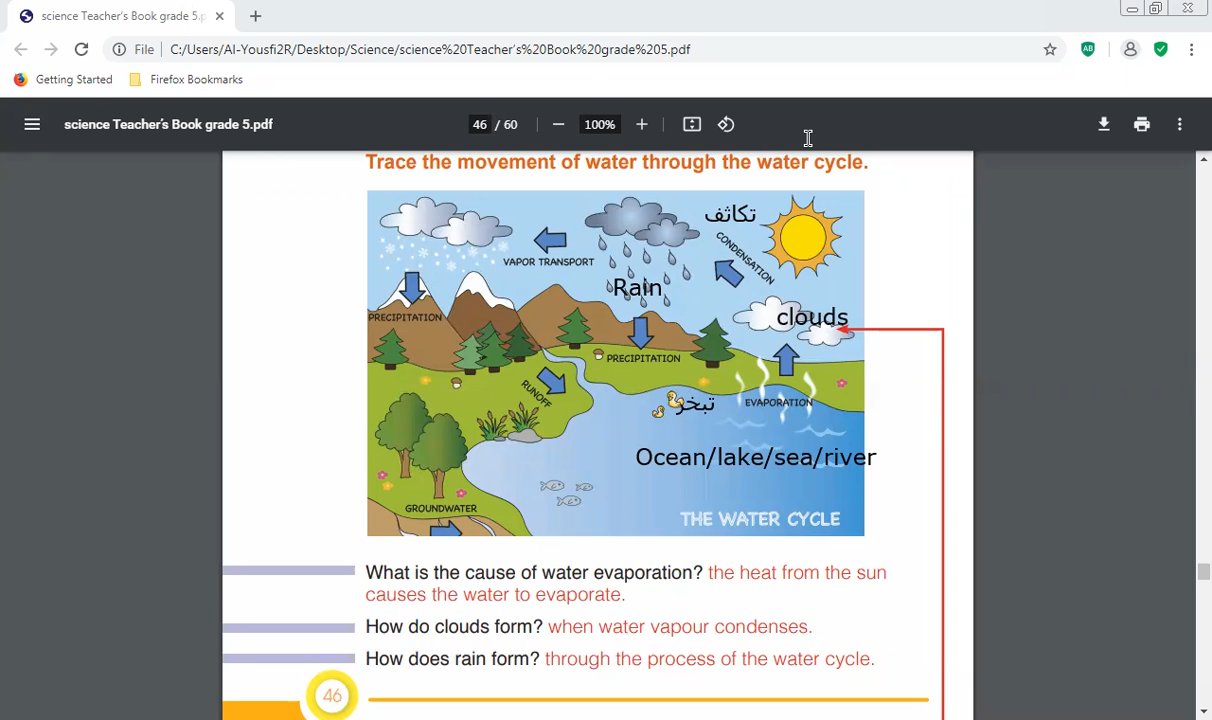 science Teacher's Book grade 5.p
File
C:/Users/Al-Yousfi2R/Desktop/Science/science%20Teacher's%20Book%20grade%205.pdf
AB
Getting Started
Firefox Bookmarks
science Teacher's Book grade 5.pdf
46 / 60
100%
Trace the movement of water through the water cycle.
تكاثف
CONDENSATION
VAPOR TRANSPORT
Rain
PRECIPITATION
clouds
PRECIPITATION
RUNOFF
تبخر
EVAPORATION
Ocean/lake/sea/river
GROUNDWATER
THE WATER CYCLE
What is the cause of water evaporation? the heat from the sun
causes the water to evaporate.
How do clouds form? when water vapour condenses.
How does rain form? through the process of the water cycle.
46